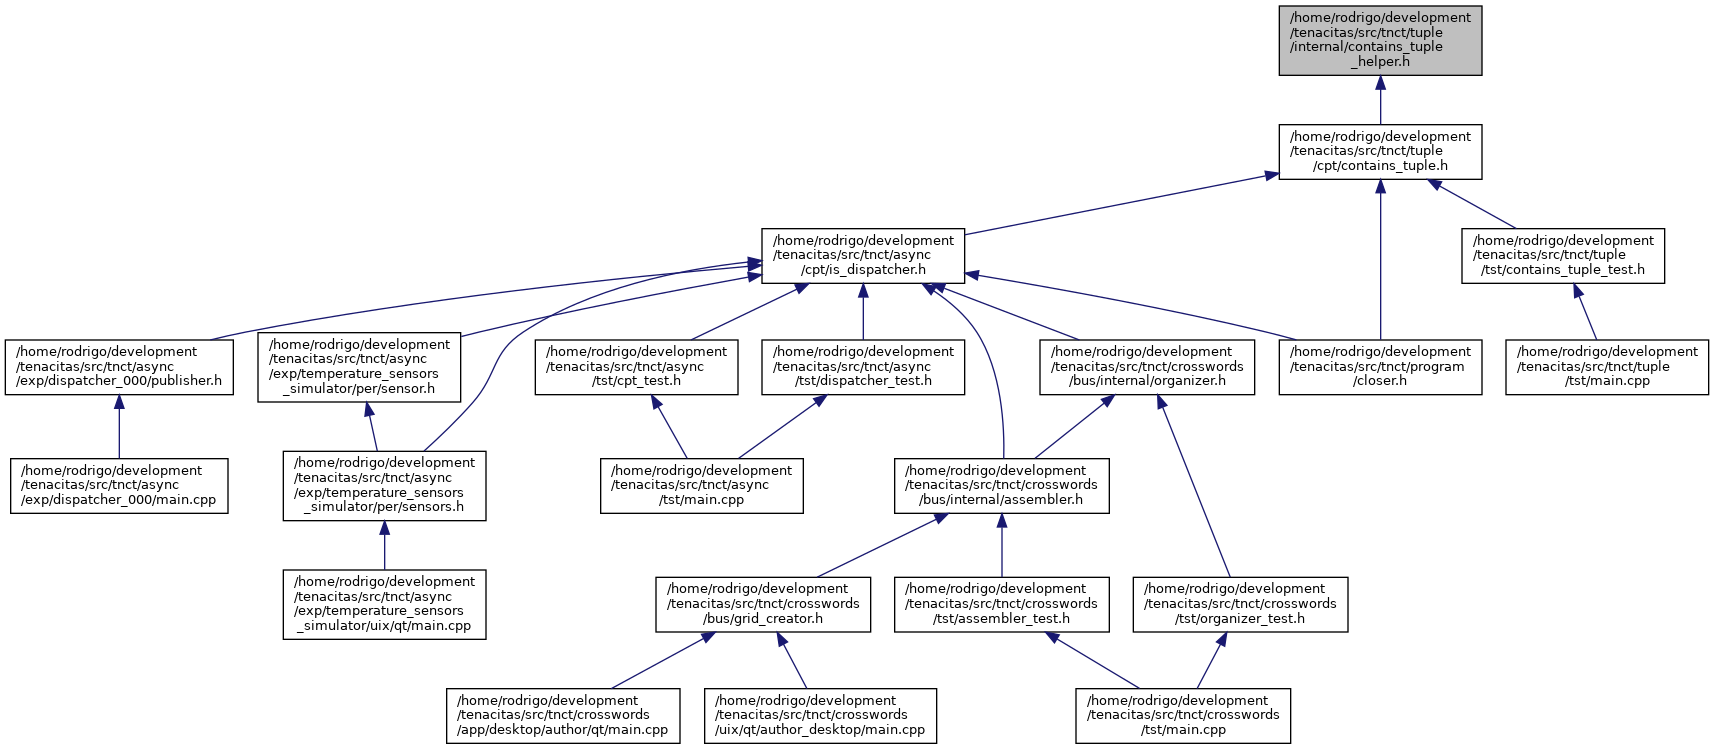 /home/rodrigo/development
/tenacitas/src/tnct/tuple
/internal/contains_tuple
_helper.h
/home/rodrigo/development
/tenacitas/src/tnct/tuple
/cpt/contains_tuple.h
/home/rodrigo/development
/tenacitas/src/tnct/async
/cpt/is_dispatcher.h
/home/rodrigo/development
/tenacitas/src/tnct/tuple
/tst/contains_tuple_test.h
/home/rodrigo/development
/tenacitas/src/tnct/async
/exp/dispatcher_000/publisher.h
/home/rodrigo/development
/tenacitas/src/tnct/async
/exp/temperature_sensors
_simulator/per/sensor.h
/home/rodrigo/development
/tenacitas/src/tnct/async
/tst/cpt_test.h
/home/rodrigo/development
/tenacitas/src/tnct/async
/tst/dispatcher_test.h
/home/rodrigo/development
/tenacitas/src/tnct/crosswords
/bus/internal/organizer.h
/home/rodrigo/development
/tenacitas/src/tnct/program
/closer.h
/home/rodrigo/development
/tenacitas/src/tnct/tuple
/tst/main.cpp
/home/rodrigo/development
/tenacitas/src/tnct/async
/exp/dispatcher_000/main.cpp
/home/rodrigo/development
/tenacitas/src/tnct/async
/exp/temperature_sensors
_simulator/per/sensors.h
/home/rodrigo/development
/tenacitas/src/tnct/async
/tst/main.cpp
/home/rodrigo/development
/tenacitas/src/tnct/crosswords
/bus/internal/assembler.h
/home/rodrigo/development
/tenacitas/src/tnct/async
/exp/temperature_sensors
_simulator/uix/qt/main.cpp
/home/rodrigo/development
/tenacitas/src/tnct/crosswords
/bus/grid_creator.h
/home/rodrigo/development
/tenacitas/src/tnct/crosswords
/tst/assembler_test.h
/home/rodrigo/development
/tenacitas/src/tnct/crosswords
/tst/organizer_test.h
/home/rodrigo/development
/tenacitas/src/tnct/crosswords
/app/desktop/author/qt/main.cpp
/home/rodrigo/development
/tenacitas/src/tnct/crosswords
/uix/qt/author_desktop/main.cpp
/home/rodrigo/development
/tenacitas/src/tnct/crosswords
/tst/main.cpp